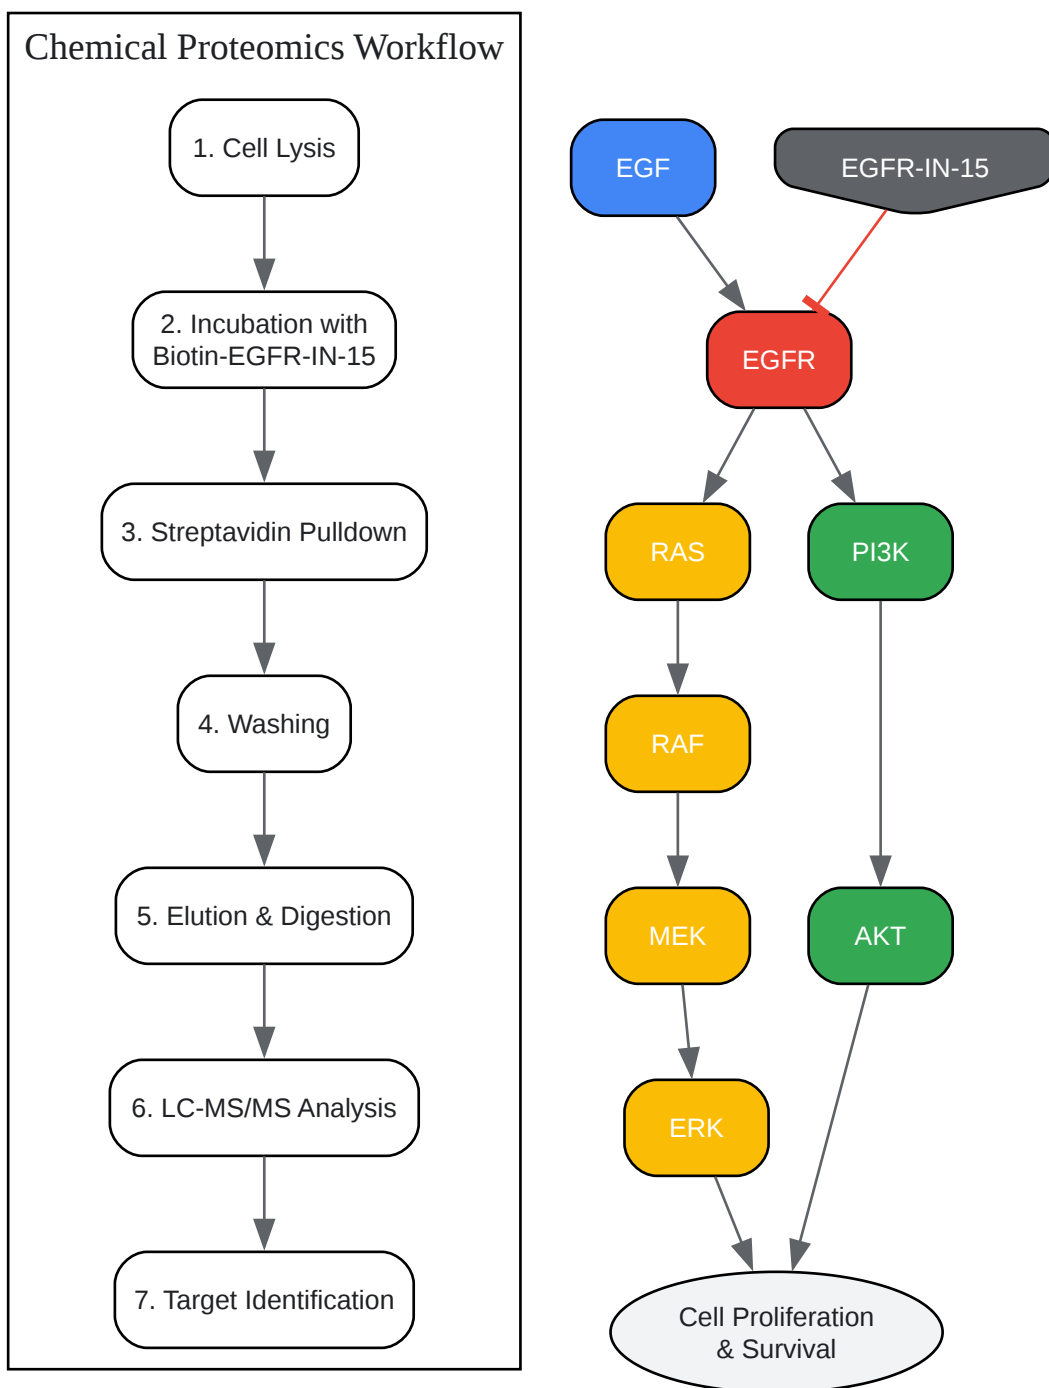 Chemical Proteomics Workflow
1. Cell Lysis
2. Incubation with
Biotin-EGFR-IN-15
3. Streptavidin Pulldown
4. Washing
5. Elution & Digestion
6. LC-MS/MS Analysis
7. Target Identification
EGF
EGFR-IN-15
EGFR
RAS
PI3K
RAF
MEK
AKT
ERK
Cell Proliferation
& Survival